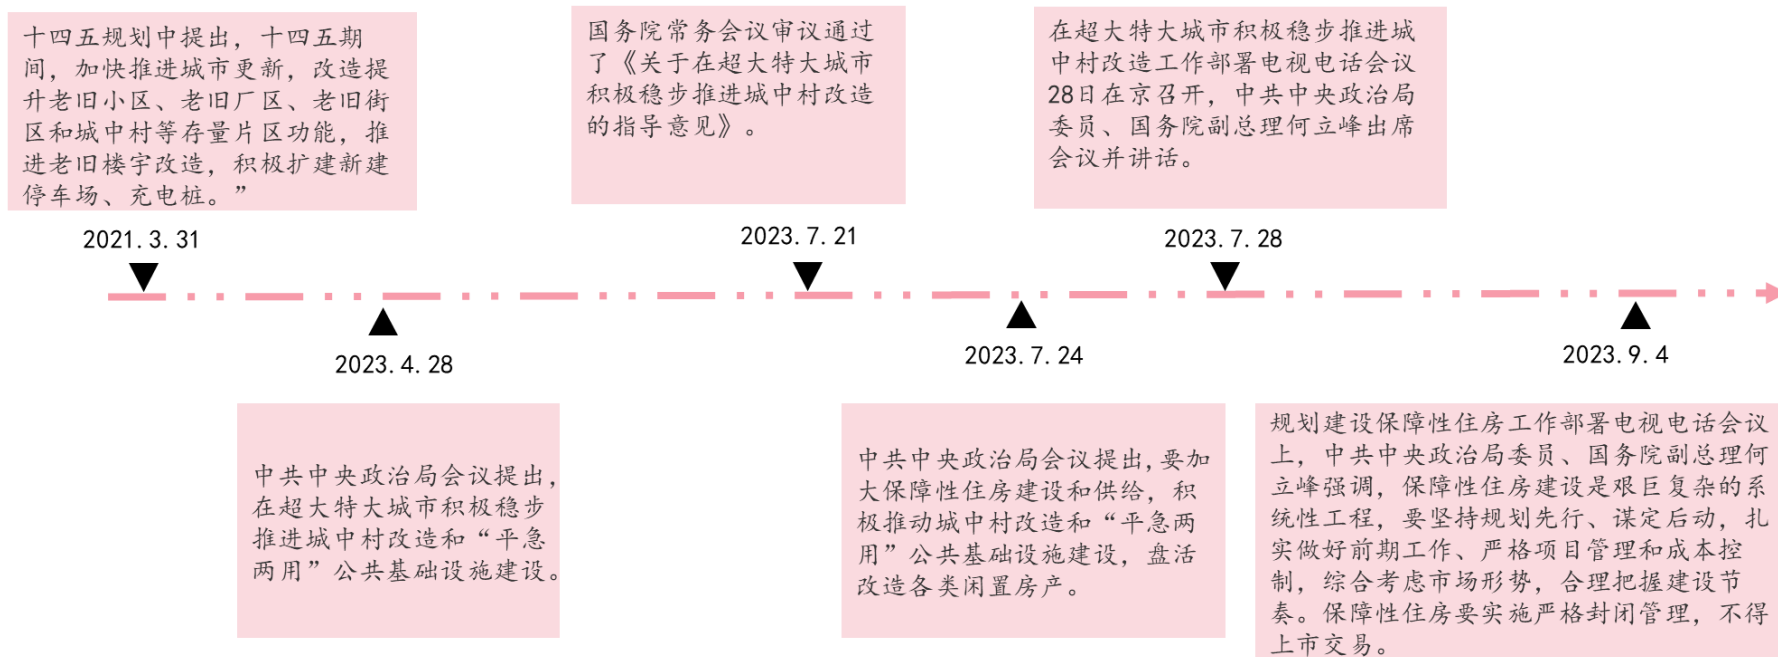 十四五规划中提出，十四五期
间，加快推进城市更新，改造提
升老旧小区、老旧厂区、老旧街
区和城中村等存量片区功能，推
进老旧楼宇改造，积极扩建新建
停车场、充电桩。”
2021.3.31
国务院常务会议审议通过
了《关于在超大特大城市
积极稳步推进城中村改造
的指导意见》。
2023.7.21
在超大特大城市积极稳步推进城
中村改造工作部署电视电话会议
28日在京召开，中共中央政治局
委员、国务院副总理何立峰出席
会议并讲话。
2023.7.28
2023.4.28
中共中央政治局会议提出，
在超大特大城市积极稳步
推进城中村改造和“平急
两用”公共基础设施建设。
2023.7.24
中共中央政治局会议提出,要加
大保障性住房建设和供给，积
极推动城中村改造和“平急两
用”公共基础设施建设，盘活
改造各类闲置房产。
2023.9.4
规划建设保障性住房工作部署电视电话会议
上，中共中央政治局委员、国务院副总理何
立峰强调，保障性住房建设是艰巨复杂的系
统性工程，要坚持规划先行、谋定后动，扎
实做好前期工作、严格项目管理和成本控
制，综合考虑市场形势，合理把握建设节
奏。保障性住房要实施严格封闭管理，不得
上市交易。